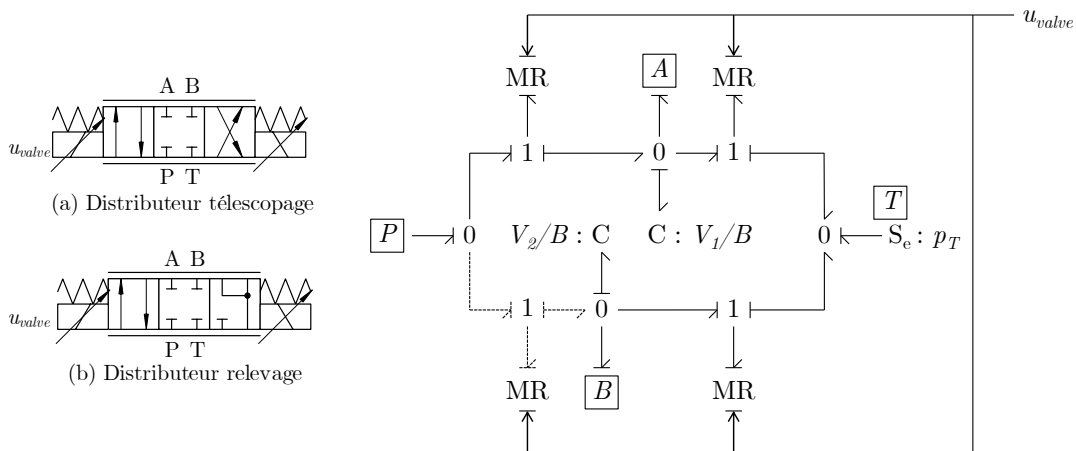 A B
u_valve
P T
(a) Distributeur télescopage
A B
u_valve
P T
(b) Distributeur relevage
u_valve
MR A MR
1 0 1
P 0 V_2/B : C C : V_1/B 0 T S_e : p_T
1 0 1
MR B MR